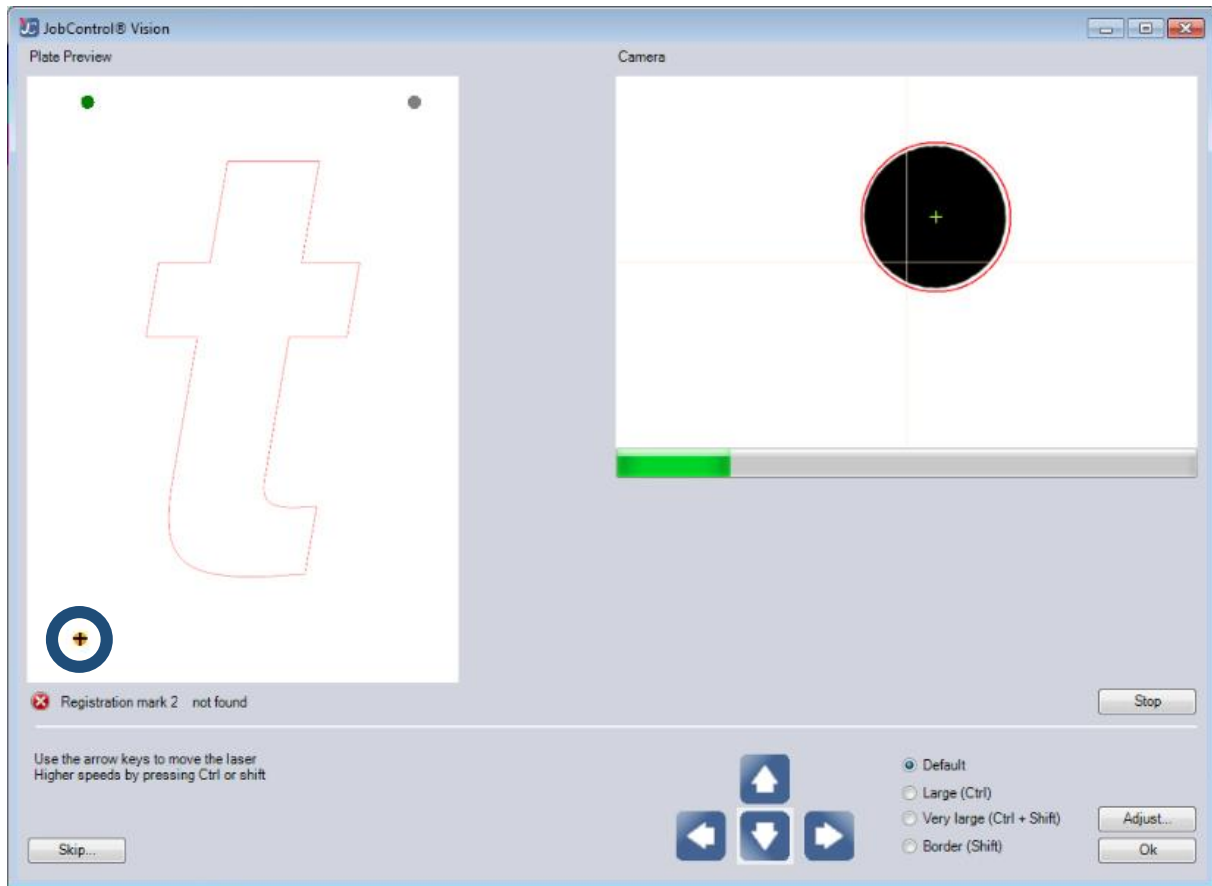 JobControl® Vision
Plate Preview
Camera
Registration mark 2 not found
Stop
Use the arrow keys to move the laser
Higher speeds by pressing Ctrl or shift
Default
Large (Ctrl)
Very large (Ctrl + Shift)
Border (Shift)
Adjust...
Skip...
Ok